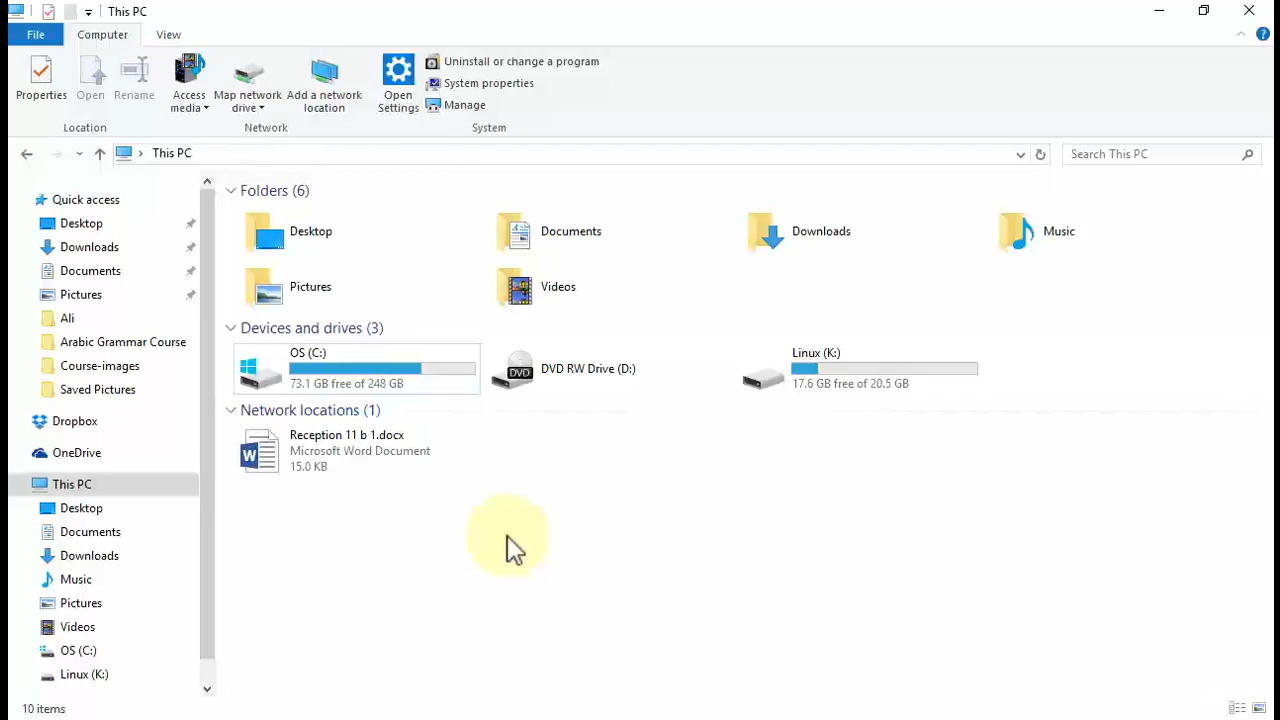 This PC
File
Computer
View
Properties
Open
Rename
Access media
Map network drive
Add a network location
Open Settings
Uninstall or change a program
System properties
Manage
Location
Network
System
This PC
Search This PC
Quick access
Desktop
Downloads
Documents
Pictures
Ali
Arabic Grammar Course
Course-images
Saved Pictures
Dropbox
OneDrive
This PC
Desktop
Documents
Downloads
Music
Pictures
Videos
OS (C:)
Linux (K:)
Folders (6)
Desktop
Documents
Downloads
Music
Pictures
Videos
Devices and drives (3)
OS (C:)
73.1 GB free of 248 GB
DVD
DVD RW Drive (D:)
Linux (K:)
17.6 GB free of 20.5 GB
Network locations (1)
W
Reception 11 b 1.docx
Microsoft Word Document
15.0 KB
10 items